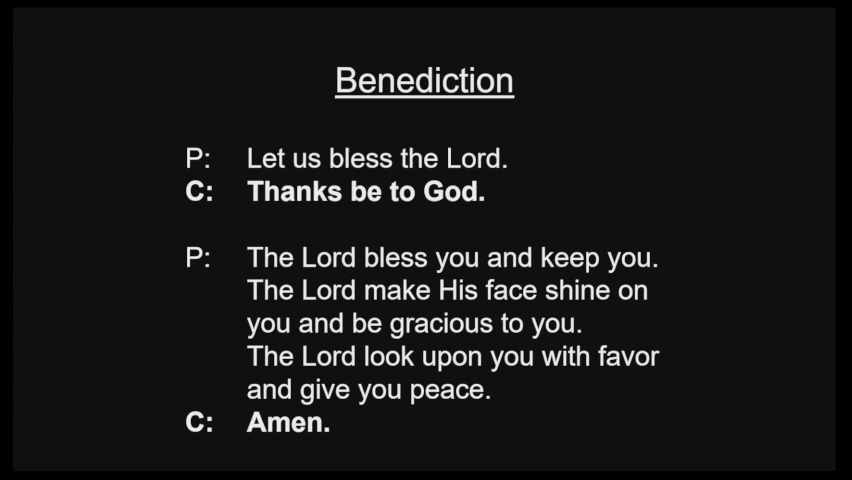 Benediction
P: Let us bless the Lord.
C: Thanks be to God.
P: The Lord bless you and keep you.
The Lord make His face shine on
you and be gracious to you.
The Lord look upon you with favor
and give you peace.
C: Amen.